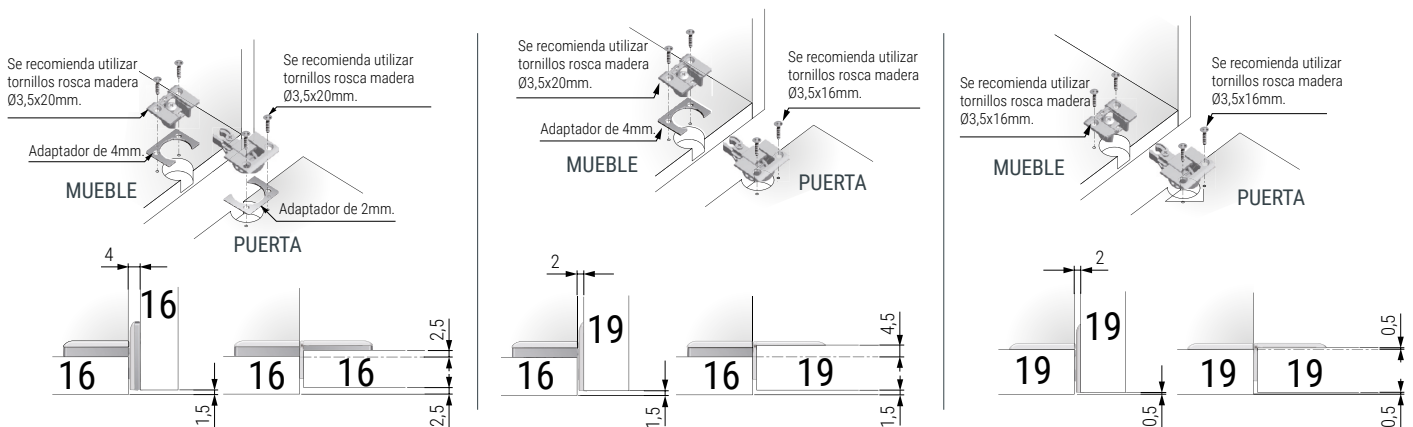 Se recomienda utilizar
tornillos rosca madera
Ø3,5x20mm.
Se recomienda utilizar
tornillos rosca madera
Ø3,5x20mm.
Adaptador de 4mm.
MUEBLE
Adaptador de 2mm.
PUERTA
4
16
16
1,5
16
16
2,5
2,5
Se recomienda utilizar
tornillos rosca madera
Ø3,5x20mm.
Se recomienda utilizar
tornillos rosca madera
Ø3,5x16mm.
Adaptador de 4mm.
MUEBLE
PUERTA
2
19
16
1,5
16
19
4,5
1,5
Se recomienda utilizar
tornillos rosca madera
Ø3,5x16mm.
Se recomienda utilizar
tornillos rosca madera
Ø3,5x16mm.
MUEBLE
PUERTA
2
19
19
0,5
19
19
0,5
0,5